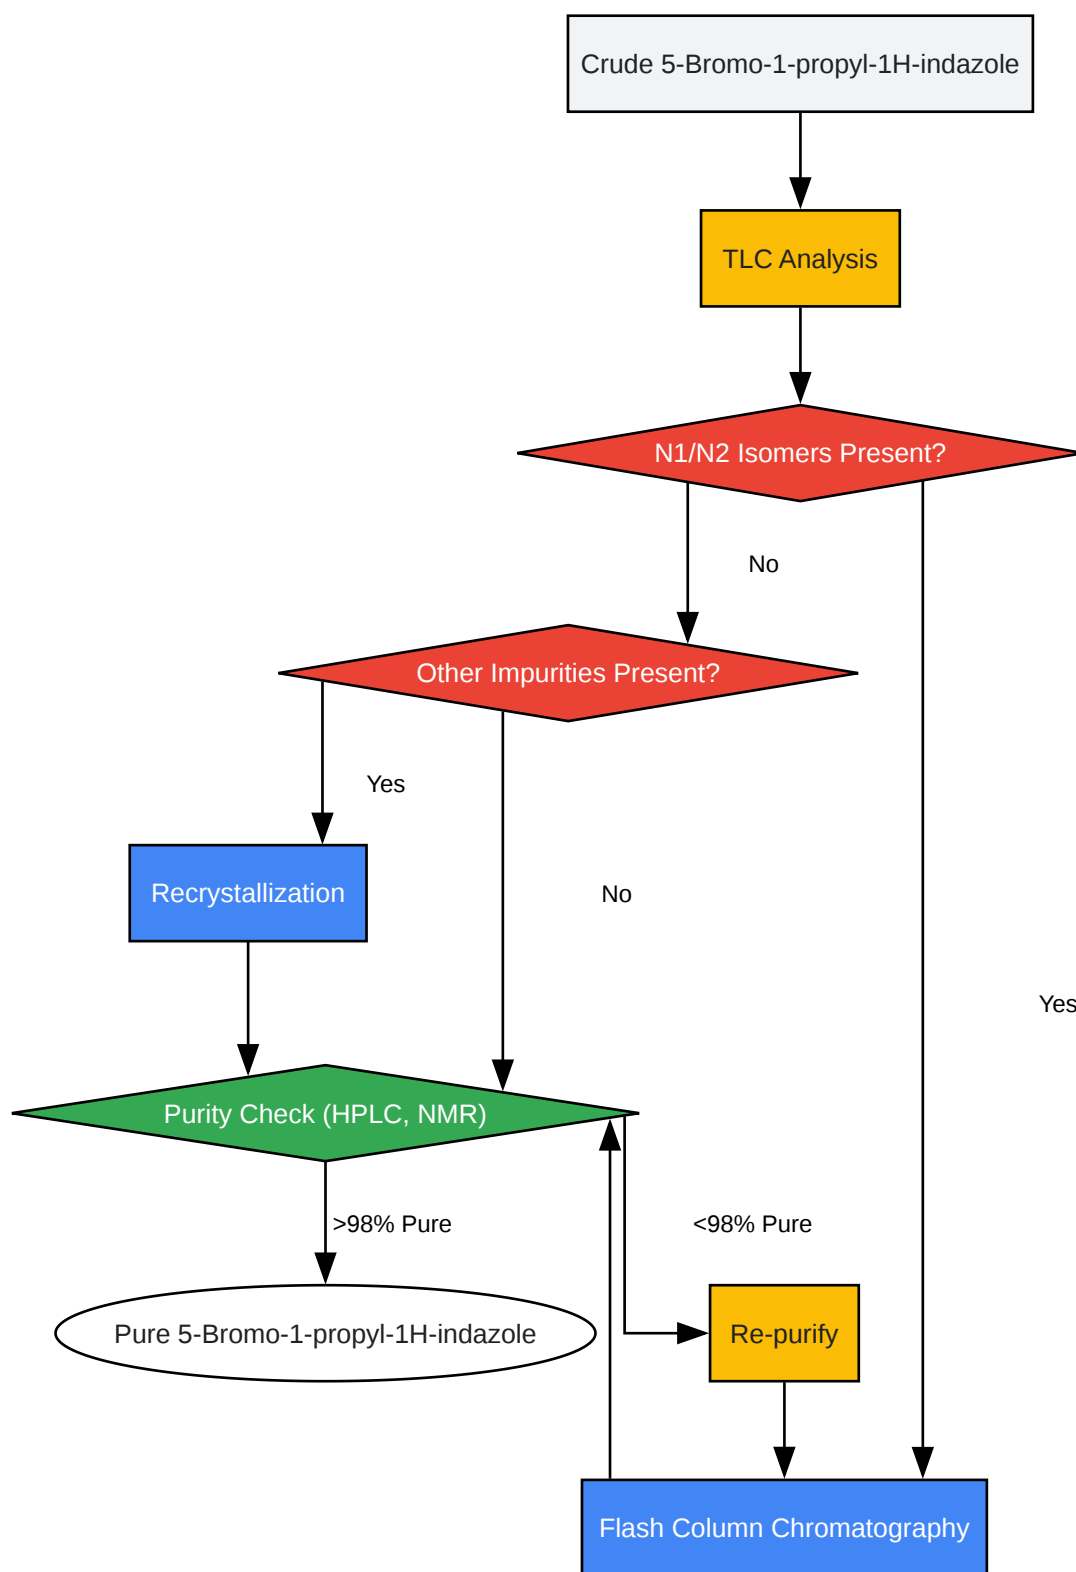 Crude 5-Bromo-1-propyl-1H-indazole
TLC Analysis
N1/N2 Isomers Present?
No
Other Impurities Present?
Yes
Recrystallization
No
Yes
Purity Check (HPLC, NMR)
>98% Pure
<98% Pure
Pure 5-Bromo-1-propyl-1H-indazole
Re-purify
Flash Column Chromatography